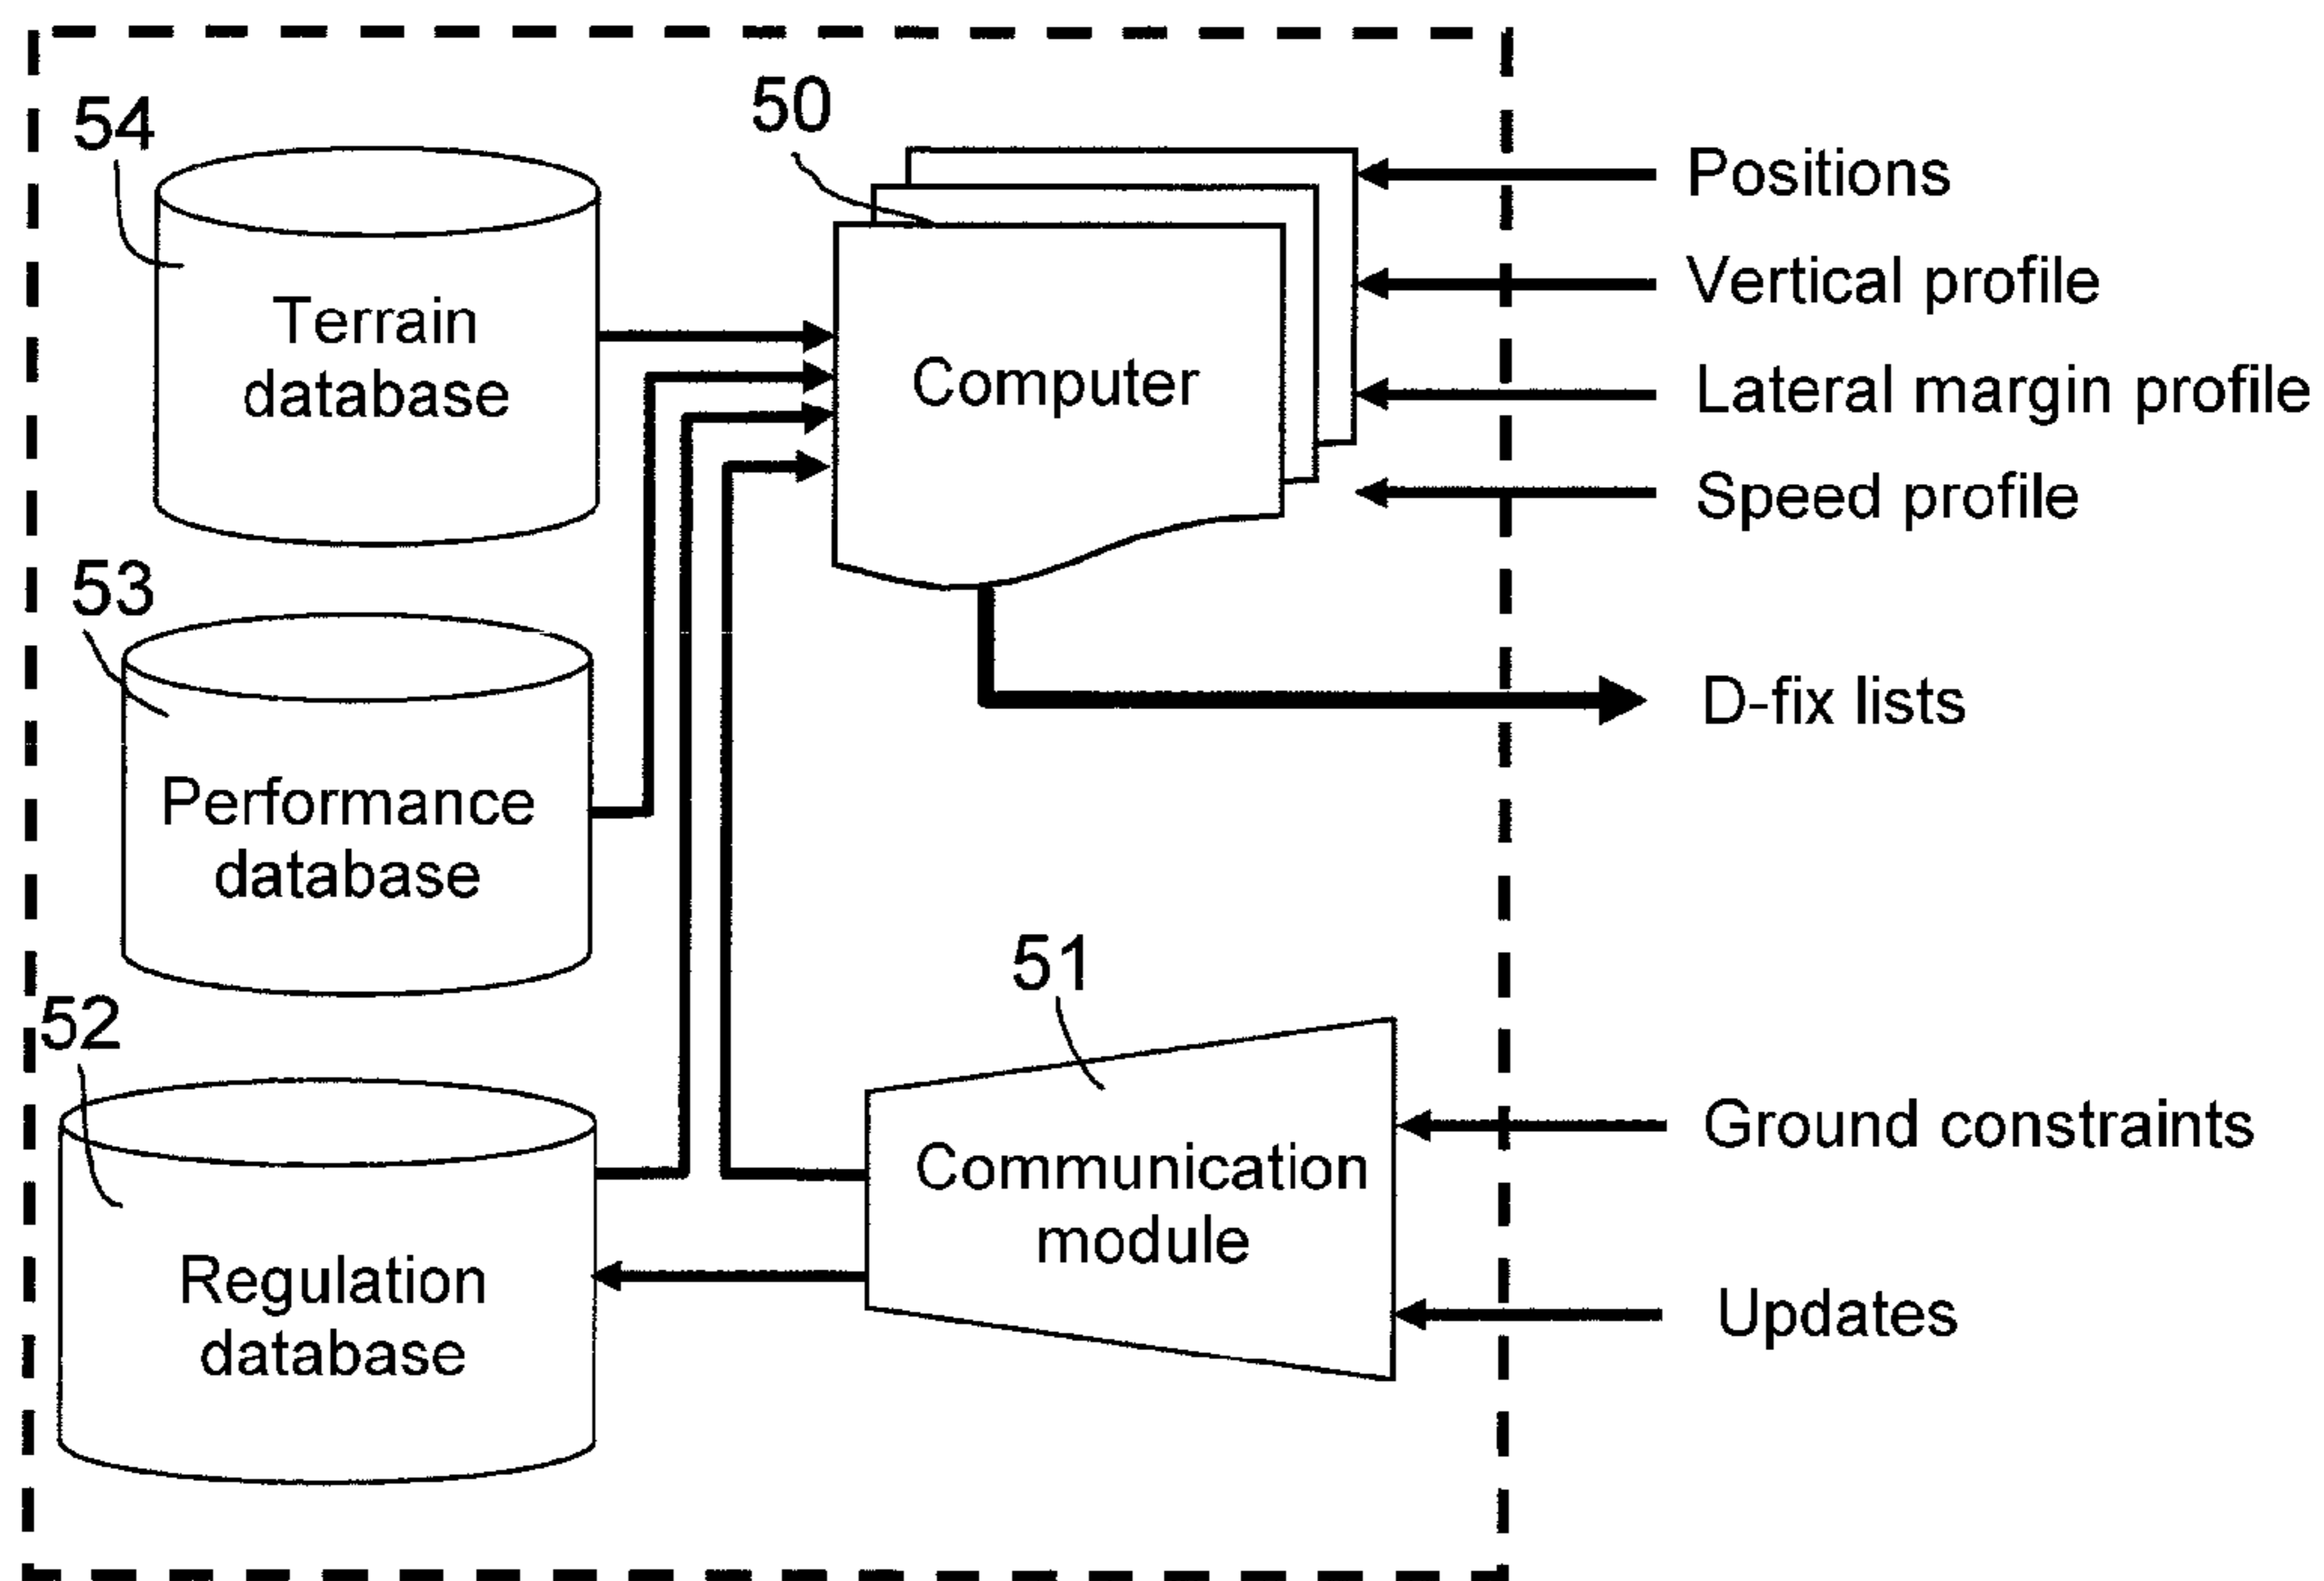 54
50
Positions
Vertical profile
Terrain
database
Computer
Lateral margin profile
Speed profile
53
D-fix lists
Performance
database
51
52
Ground constraints
Communication
module
Regulation
database
Updates